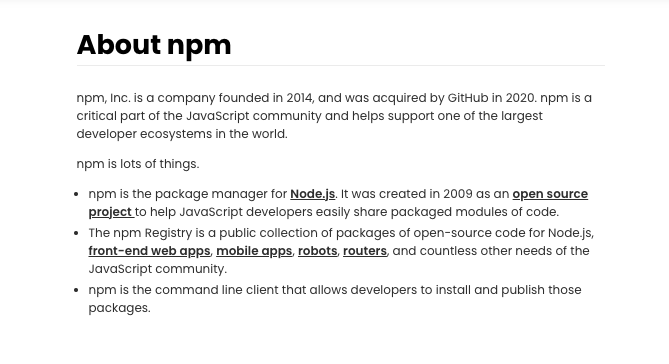 About npm
npm, Inc. is a company founded in 2014, and was acquired by GitHub in 2020. npm is a
critical part of the JavaScript community and helps support one of the largest
developer ecosystems in the world.
npm is lots of things.
• npm is the package manager for Node.js. It was created in 2009 as an open source
project to help JavaScript developers easily share packaged modules of code.
• The npm Registry is a public collection of packages of open-source code for Node.js,
front-end web apps, mobile apps, robots, routers, and countless other needs of the
JavaScript community.
• npm is the command line client that allows developers to install and publish those
packages.